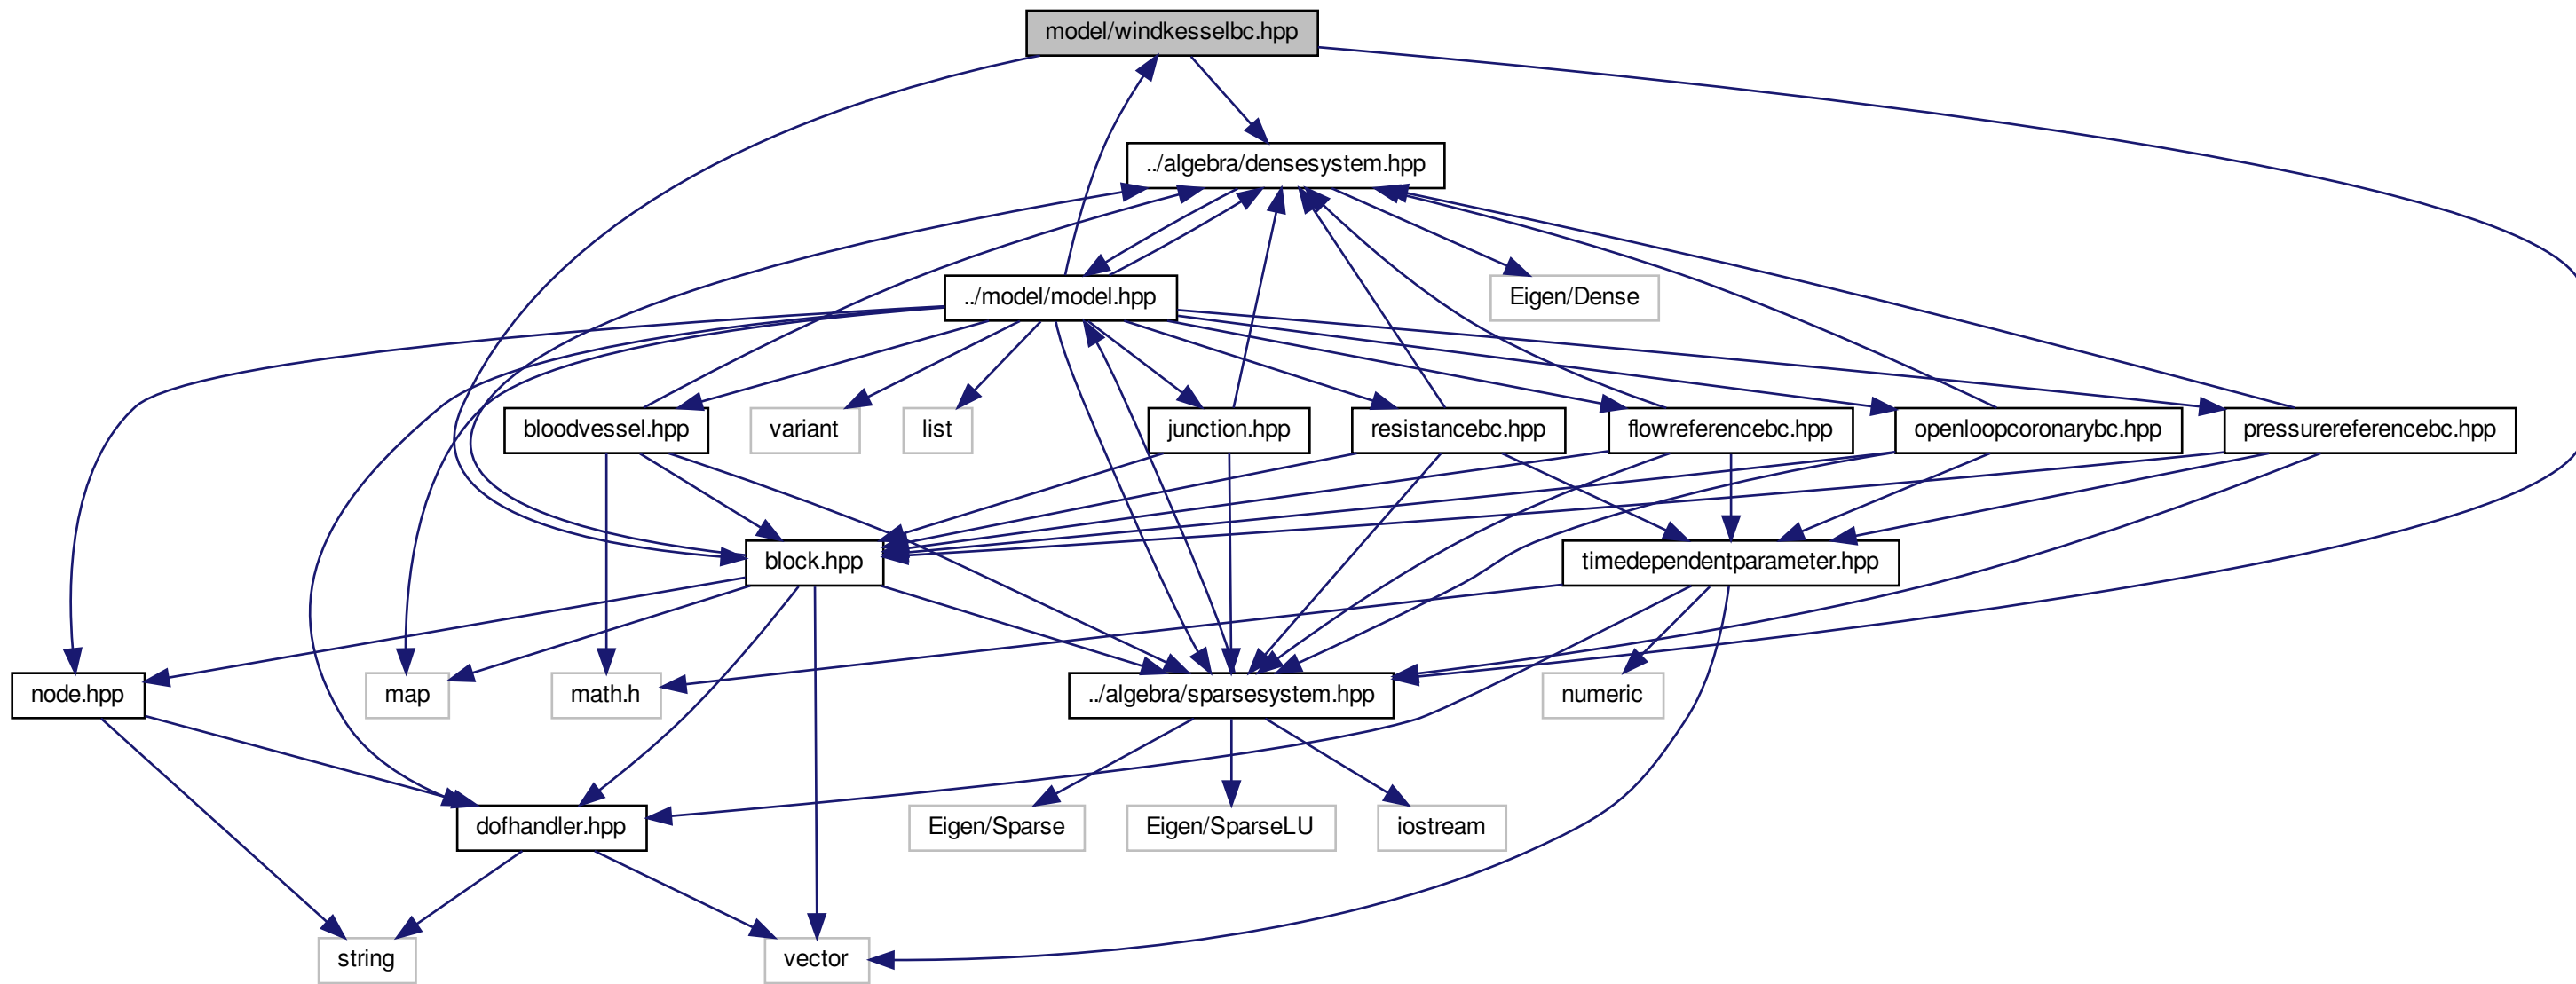 model/windkesselbc.hpp
../algebra/densesystem.hpp
../model/model.hpp
Eigen/Dense
bloodvessel.hpp
variant
list
junction.hpp
resistancebc.hpp
flowreferencebc.hpp
openloopcoronarybc.hpp
pressurereferencebc.hpp
block.hpp
timedependentparameter.hpp
node.hpp
map
math.h
../algebra/sparsesystem.hpp
numeric
dofhandler.hpp
Eigen/Sparse
Eigen/SparseLU
iostream
string
vector